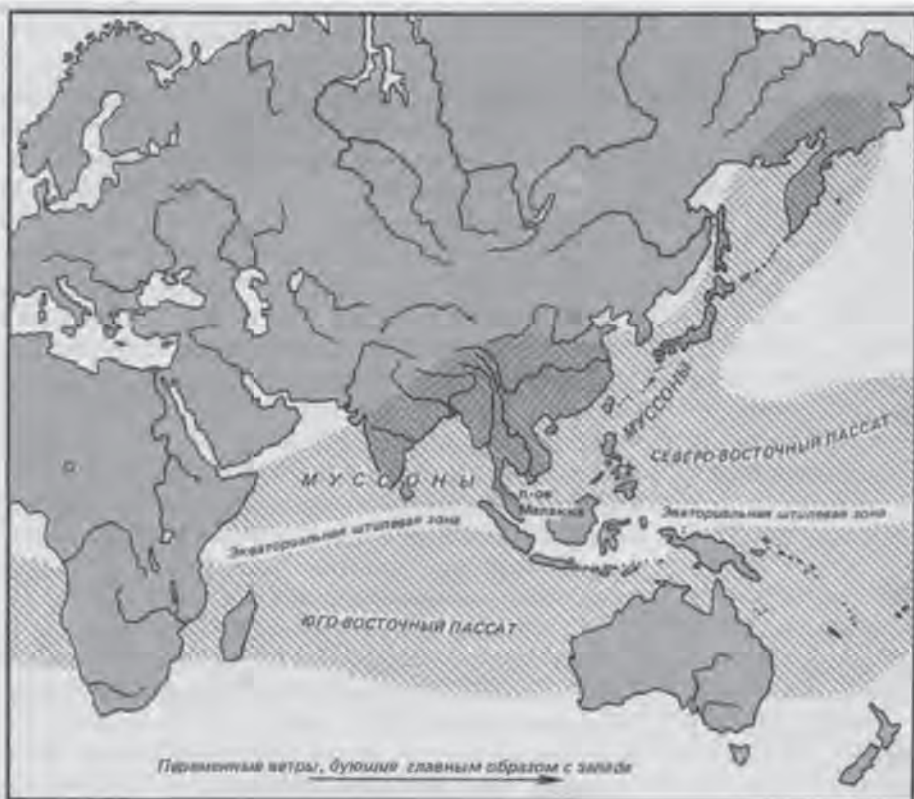 МУССОНЫ
СЕВЕРО-ВОСТОЧНЫЙ ПАССАТ
МУССОНЫ
п-ов
Малакка
Экваториальная штилевая зона
Экваториальная штилевая зона
ЮГО-ВОСТОЧНЫЙ ПАССАТ
Переменные ветры, дующие главным образом с запада